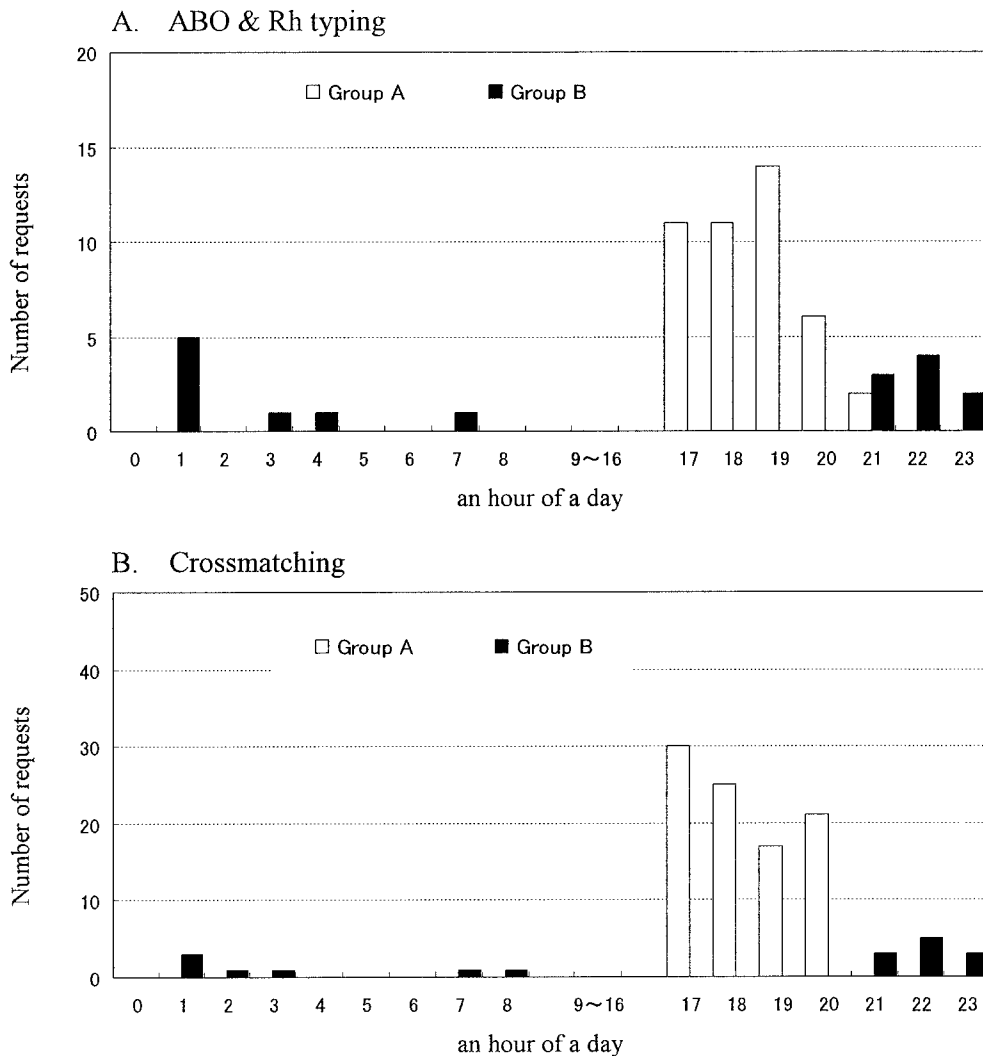 A. ABO & Rh typing
20
15
10
5
0
Number of requests
Group A Group B
0 1 2 3 4 5 6 7 8 9～16 17 18 19 20 21 22 23
an hour of a day
B. Crossmatching
50
40
30
20
10
0
Number of requests
Group A Group B
0 1 2 3 4 5 6 7 8 9～16 17 18 19 20 21 22 23
an hour of a day